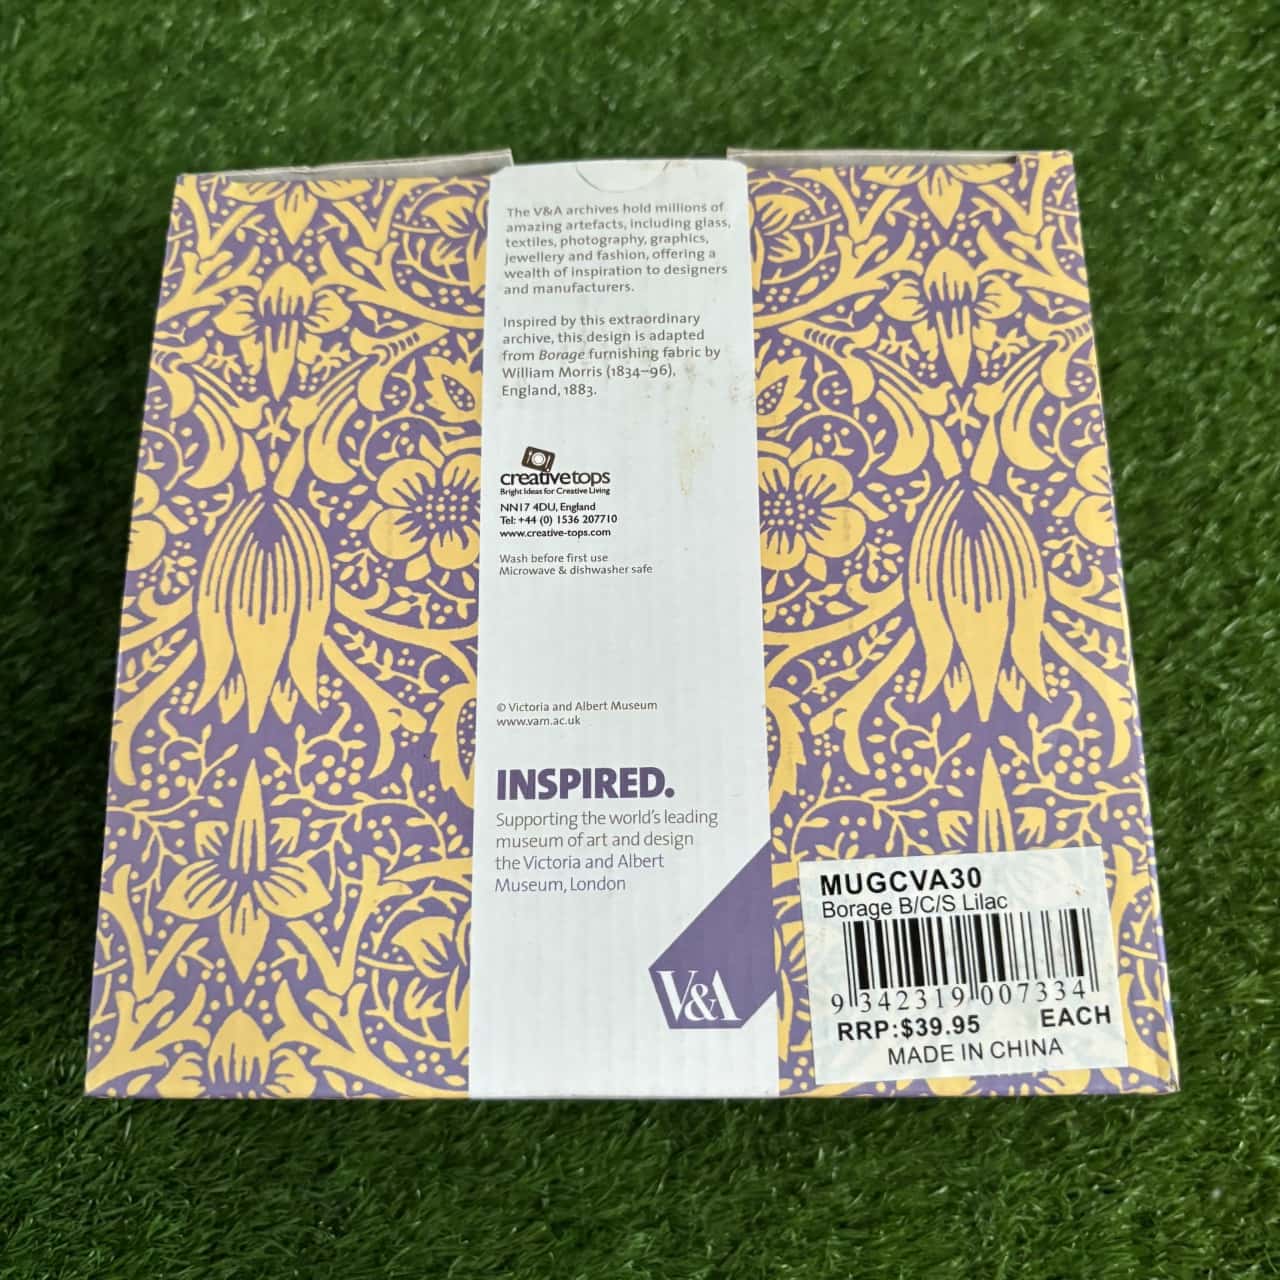 The V&A archives hold millions of
amazing artefacts, including glass,
textiles, photography, graphics,
jewellery and fashion, offering a
wealth of inspiration to designers
and manufacturers.
Inspired by this extraordinary
archive, this design is adapted
from Borage furnishing fabric by
William Morris (1834–96),
England, 1883.
creativetops
Bright Ideas for Creative Living
NN17 4DU, England
Tel: +44 (0) 1536 207710
www.creative-tops.com
Wash before first use
Microwave & dishwasher safe
© Victoria and Albert Museum
www.vam.ac.uk
INSPIRED.
Supporting the world's leading
museum of art and design
the Victoria and Albert
Museum, London
V&A
MUGCVA30
Borage B/C/S Lilac
9 342319 007334
RRP:$39.95 EACH
MADE IN CHINA